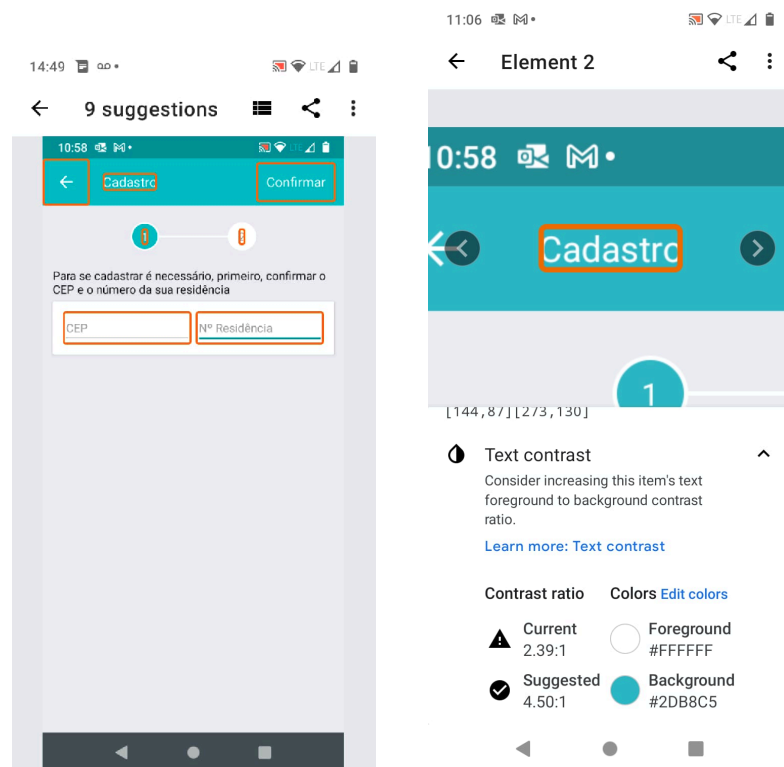 14:49
LTE
9 suggestions
10:58
LTE
Cadastro
Confirmar
1
Para se cadastrar é necessário, primeiro, confirmar o
CEP e o número da sua residência
CEP
Nº Residência
11:06
LTE
Element 2
0:58
Cadastro
1
[144,87][273,130]
Text contrast
Consider increasing this item's text
foreground to background contrast
ratio.
Learn more: Text contrast
Contrast ratio
Colors Edit colors
Current
2.39:1
Foreground
#FFFFFF
Suggested
4.50:1
Background
#2DB8C5